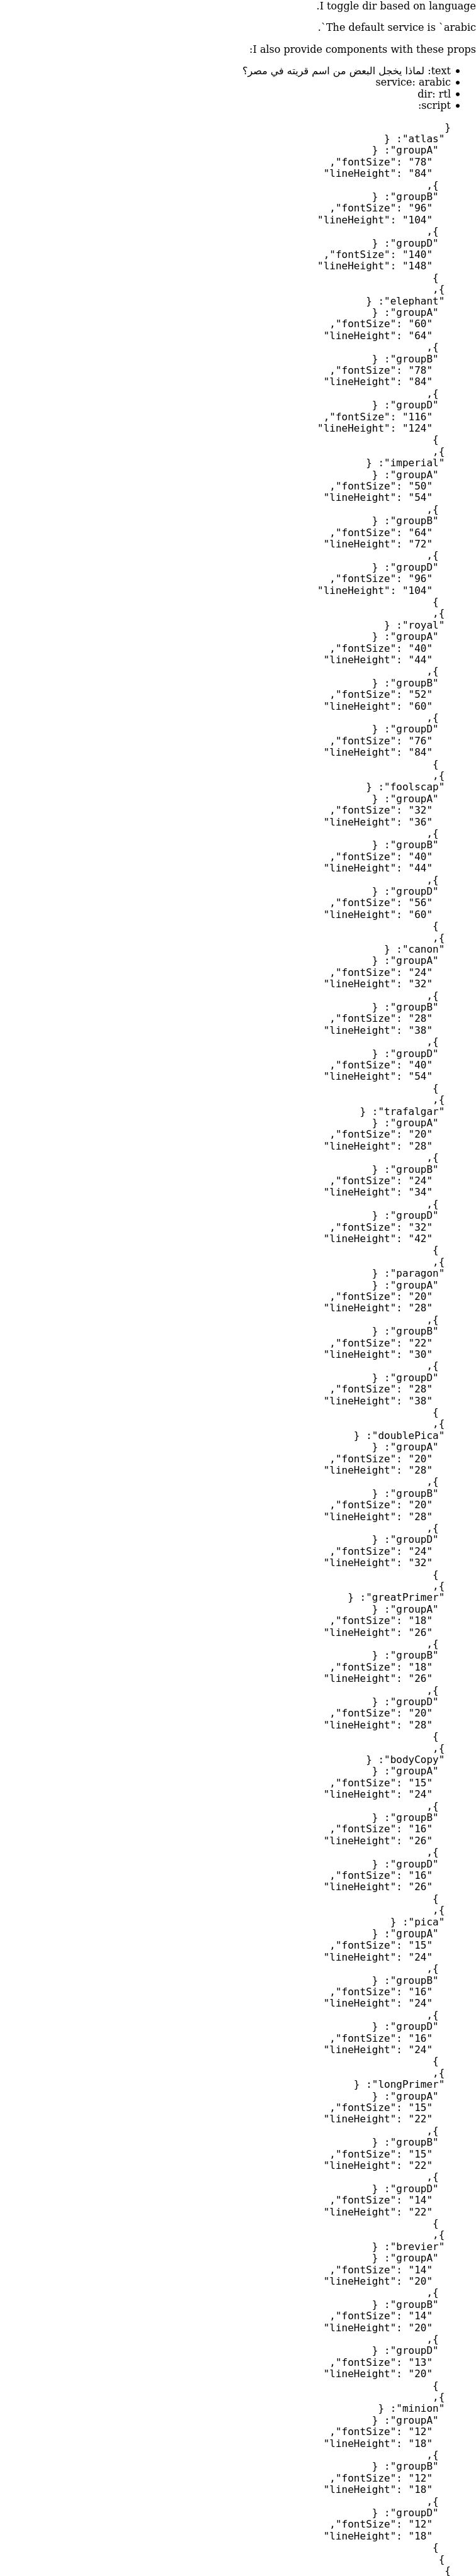 I toggle dir based on language.
The default service is `arabic`.
I also provide components with these props:
text: لماذا يخجل البعض من اسم قريته في مصر؟
service: arabic
dir: rtl
script:
{
"atlas": {
"groupA": {
"fontSize": "78",
"lineHeight": "84"
},
"groupB": {
"fontSize": "96",
"lineHeight": "104"
},
"groupD": {
"fontSize": "140",
"lineHeight": "148"
}
},
"elephant": {
"groupA": {
"fontSize": "60",
"lineHeight": "64"
},
"groupB": {
"fontSize": "78",
"lineHeight": "84"
},
"groupD": {
"fontSize": "116",
"lineHeight": "124"
}
},
"imperial": {
"groupA": {
"fontSize": "50",
"lineHeight": "54"
},
"groupB": {
"fontSize": "64",
"lineHeight": "72"
},
"groupD": {
"fontSize": "96",
"lineHeight": "104"
}
},
"royal": {
"groupA": {
"fontSize": "40",
"lineHeight": "44"
},
"groupB": {
"fontSize": "52",
"lineHeight": "60"
},
"groupD": {
"fontSize": "76",
"lineHeight": "84"
}
},
"foolscap": {
"groupA": {
"fontSize": "32",
"lineHeight": "36"
},
"groupB": {
"fontSize": "40",
"lineHeight": "44"
},
"groupD": {
"fontSize": "56",
"lineHeight": "60"
}
},
"canon": {
"groupA": {
"fontSize": "24",
"lineHeight": "32"
},
"groupB": {
"fontSize": "28",
"lineHeight": "38"
},
"groupD": {
"fontSize": "40",
"lineHeight": "54"
}
},
"trafalgar": {
"groupA": {
"fontSize": "20",
"lineHeight": "28"
},
"groupB": {
"fontSize": "24",
"lineHeight": "34"
},
"groupD": {
"fontSize": "32",
"lineHeight": "42"
}
},
"paragon": {
"groupA": {
"fontSize": "20",
"lineHeight": "28"
},
"groupB": {
"fontSize": "22",
"lineHeight": "30"
},
"groupD": {
"fontSize": "28",
"lineHeight": "38"
}
},
"doublePica": {
"groupA": {
"fontSize": "20",
"lineHeight": "28"
},
"groupB": {
"fontSize": "20",
"lineHeight": "28"
},
"groupD": {
"fontSize": "24",
"lineHeight": "32"
}
},
"greatPrimer": {
"groupA": {
"fontSize": "18",
"lineHeight": "26"
},
"groupB": {
"fontSize": "18",
"lineHeight": "26"
},
"groupD": {
"fontSize": "20",
"lineHeight": "28"
}
},
"bodyCopy": {
"groupA": {
"fontSize": "15",
"lineHeight": "24"
},
"groupB": {
"fontSize": "16",
"lineHeight": "26"
},
"groupD": {
"fontSize": "16",
"lineHeight": "26"
}
},
"pica": {
"groupA": {
"fontSize": "15",
"lineHeight": "24"
},
"groupB": {
"fontSize": "16",
"lineHeight": "24"
},
"groupD": {
"fontSize": "16",
"lineHeight": "24"
}
},
"longPrimer": {
"groupA": {
"fontSize": "15",
"lineHeight": "22"
},
"groupB": {
"fontSize": "15",
"lineHeight": "22"
},
"groupD": {
"fontSize": "14",
"lineHeight": "22"
}
},
"brevier": {
"groupA": {
"fontSize": "14",
"lineHeight": "20"
},
"groupB": {
"fontSize": "14",
"lineHeight": "20"
},
"groupD": {
"fontSize": "13",
"lineHeight": "20"
}
},
"minion": {
"groupA": {
"fontSize": "12",
"lineHeight": "18"
},
"groupB": {
"fontSize": "12",
"lineHeight": "18"
},
"groupD": {
"fontSize": "12",
"lineHeight": "18"
}
}
}